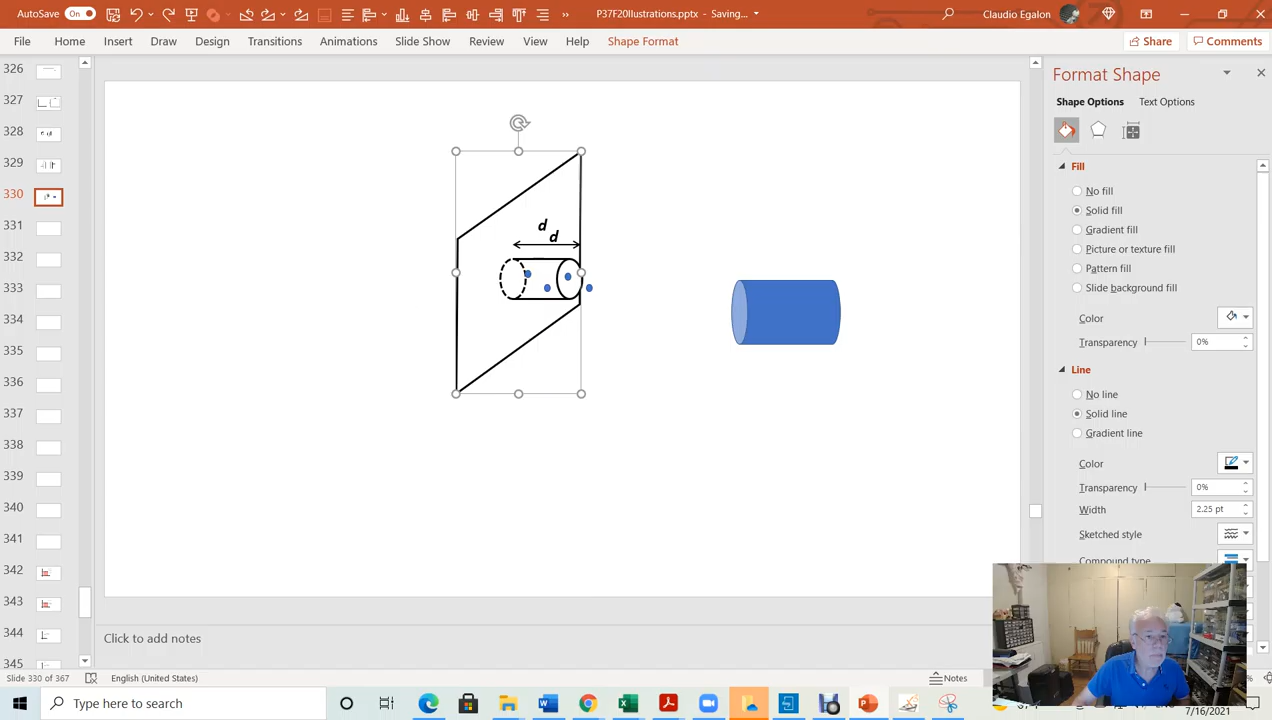 AutoSave On P37F20Ilustrations.pptx - Saving... Claudio Egalon
File Home Insert Draw Design Transitions Animations Slide Show Review View Help Shape Format Share Comments
326
327
328
329
330
331
332
333
334
335
336
337
338
339
340
341
342
343
344
345
d
d
Format Shape
Shape Options Text Options
Fill
No fill
Solid fill
Gradient fill
Picture or texture fill
Pattern fill
Slide background fill
Color
Transparency 0%
Line
No line
Solid line
Gradient line
Color
Transparency 0%
Width 2.25 pt
Sketched style
Compound type
Click to add notes
Slide 330 of 367 English (United States) Notes
Type here to search
7/16/2021